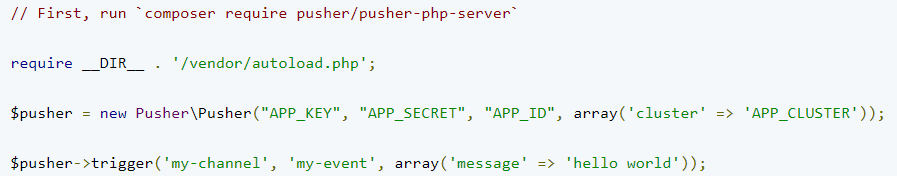 // First, run `composer require pusher/pusher-php-server`
require __DIR__ . '/vendor/autoload.php';
$pusher = new Pusher\Pusher("APP_KEY", "APP_SECRET", "APP_ID", array('cluster' => 'APP_CLUSTER'));
$pusher->trigger('my-channel', 'my-event', array('message' => 'hello world'));